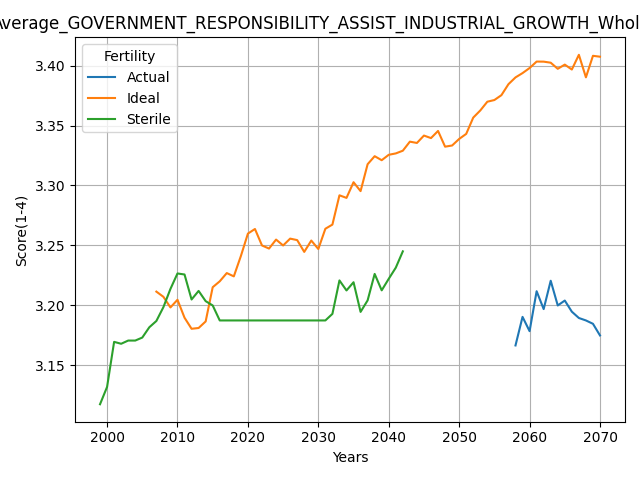 Average_GOVERNMENT_RESPONSIBILITY_ASSIST_INDUSTRIAL_GROWTH_Whol
Fertility
Actual
Ideal
Sterile
Score(1-4)
3.40
3.35
3.30
3.25
3.20
3.15
2000 2010 2020 2030 2040 2050 2060 2070
Years